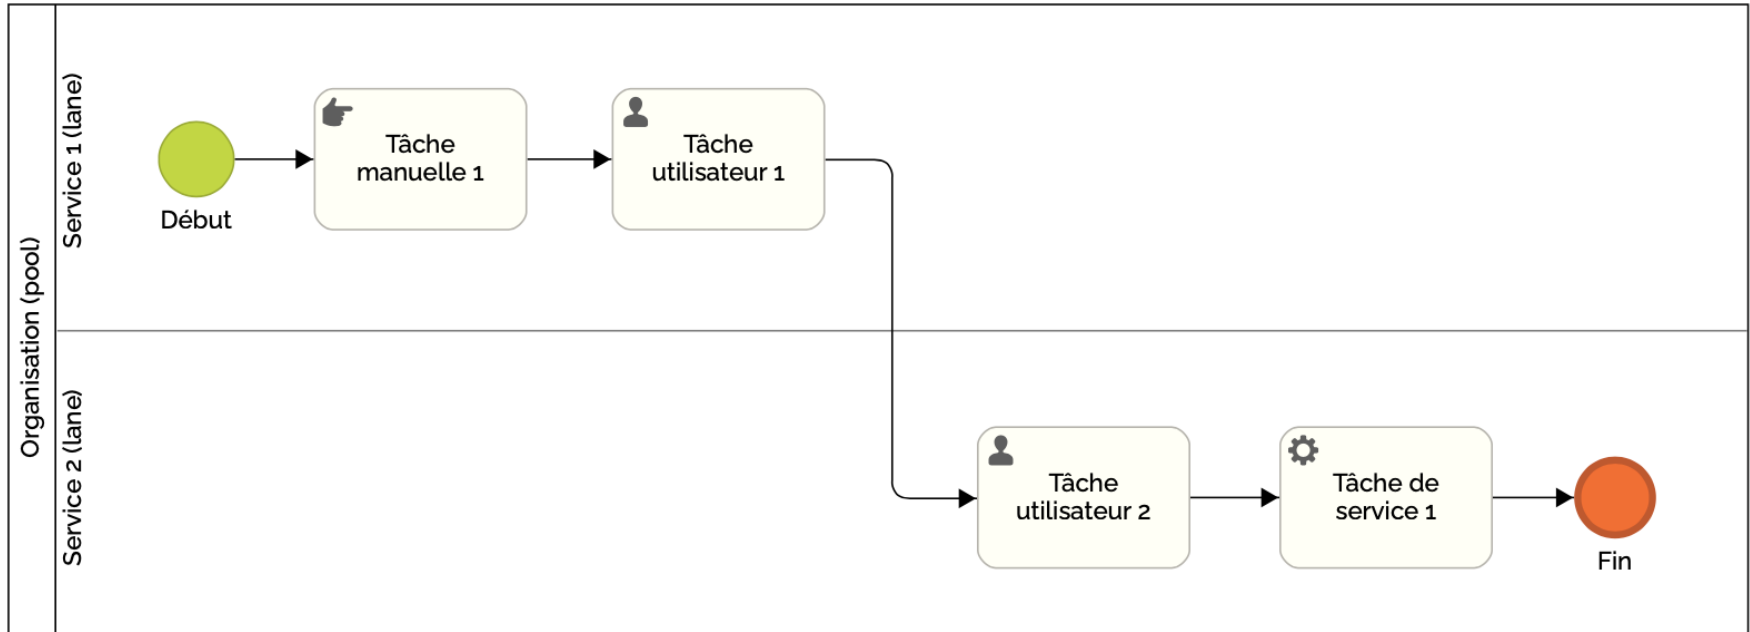 Organisation (pool)
Service 1 (lane)
Début
Tâche
manuelle 1
Tâche
utilisateur 1
Service 2 (lane)
Tâche
utilisateur 2
Tâche de
service 1
Fin